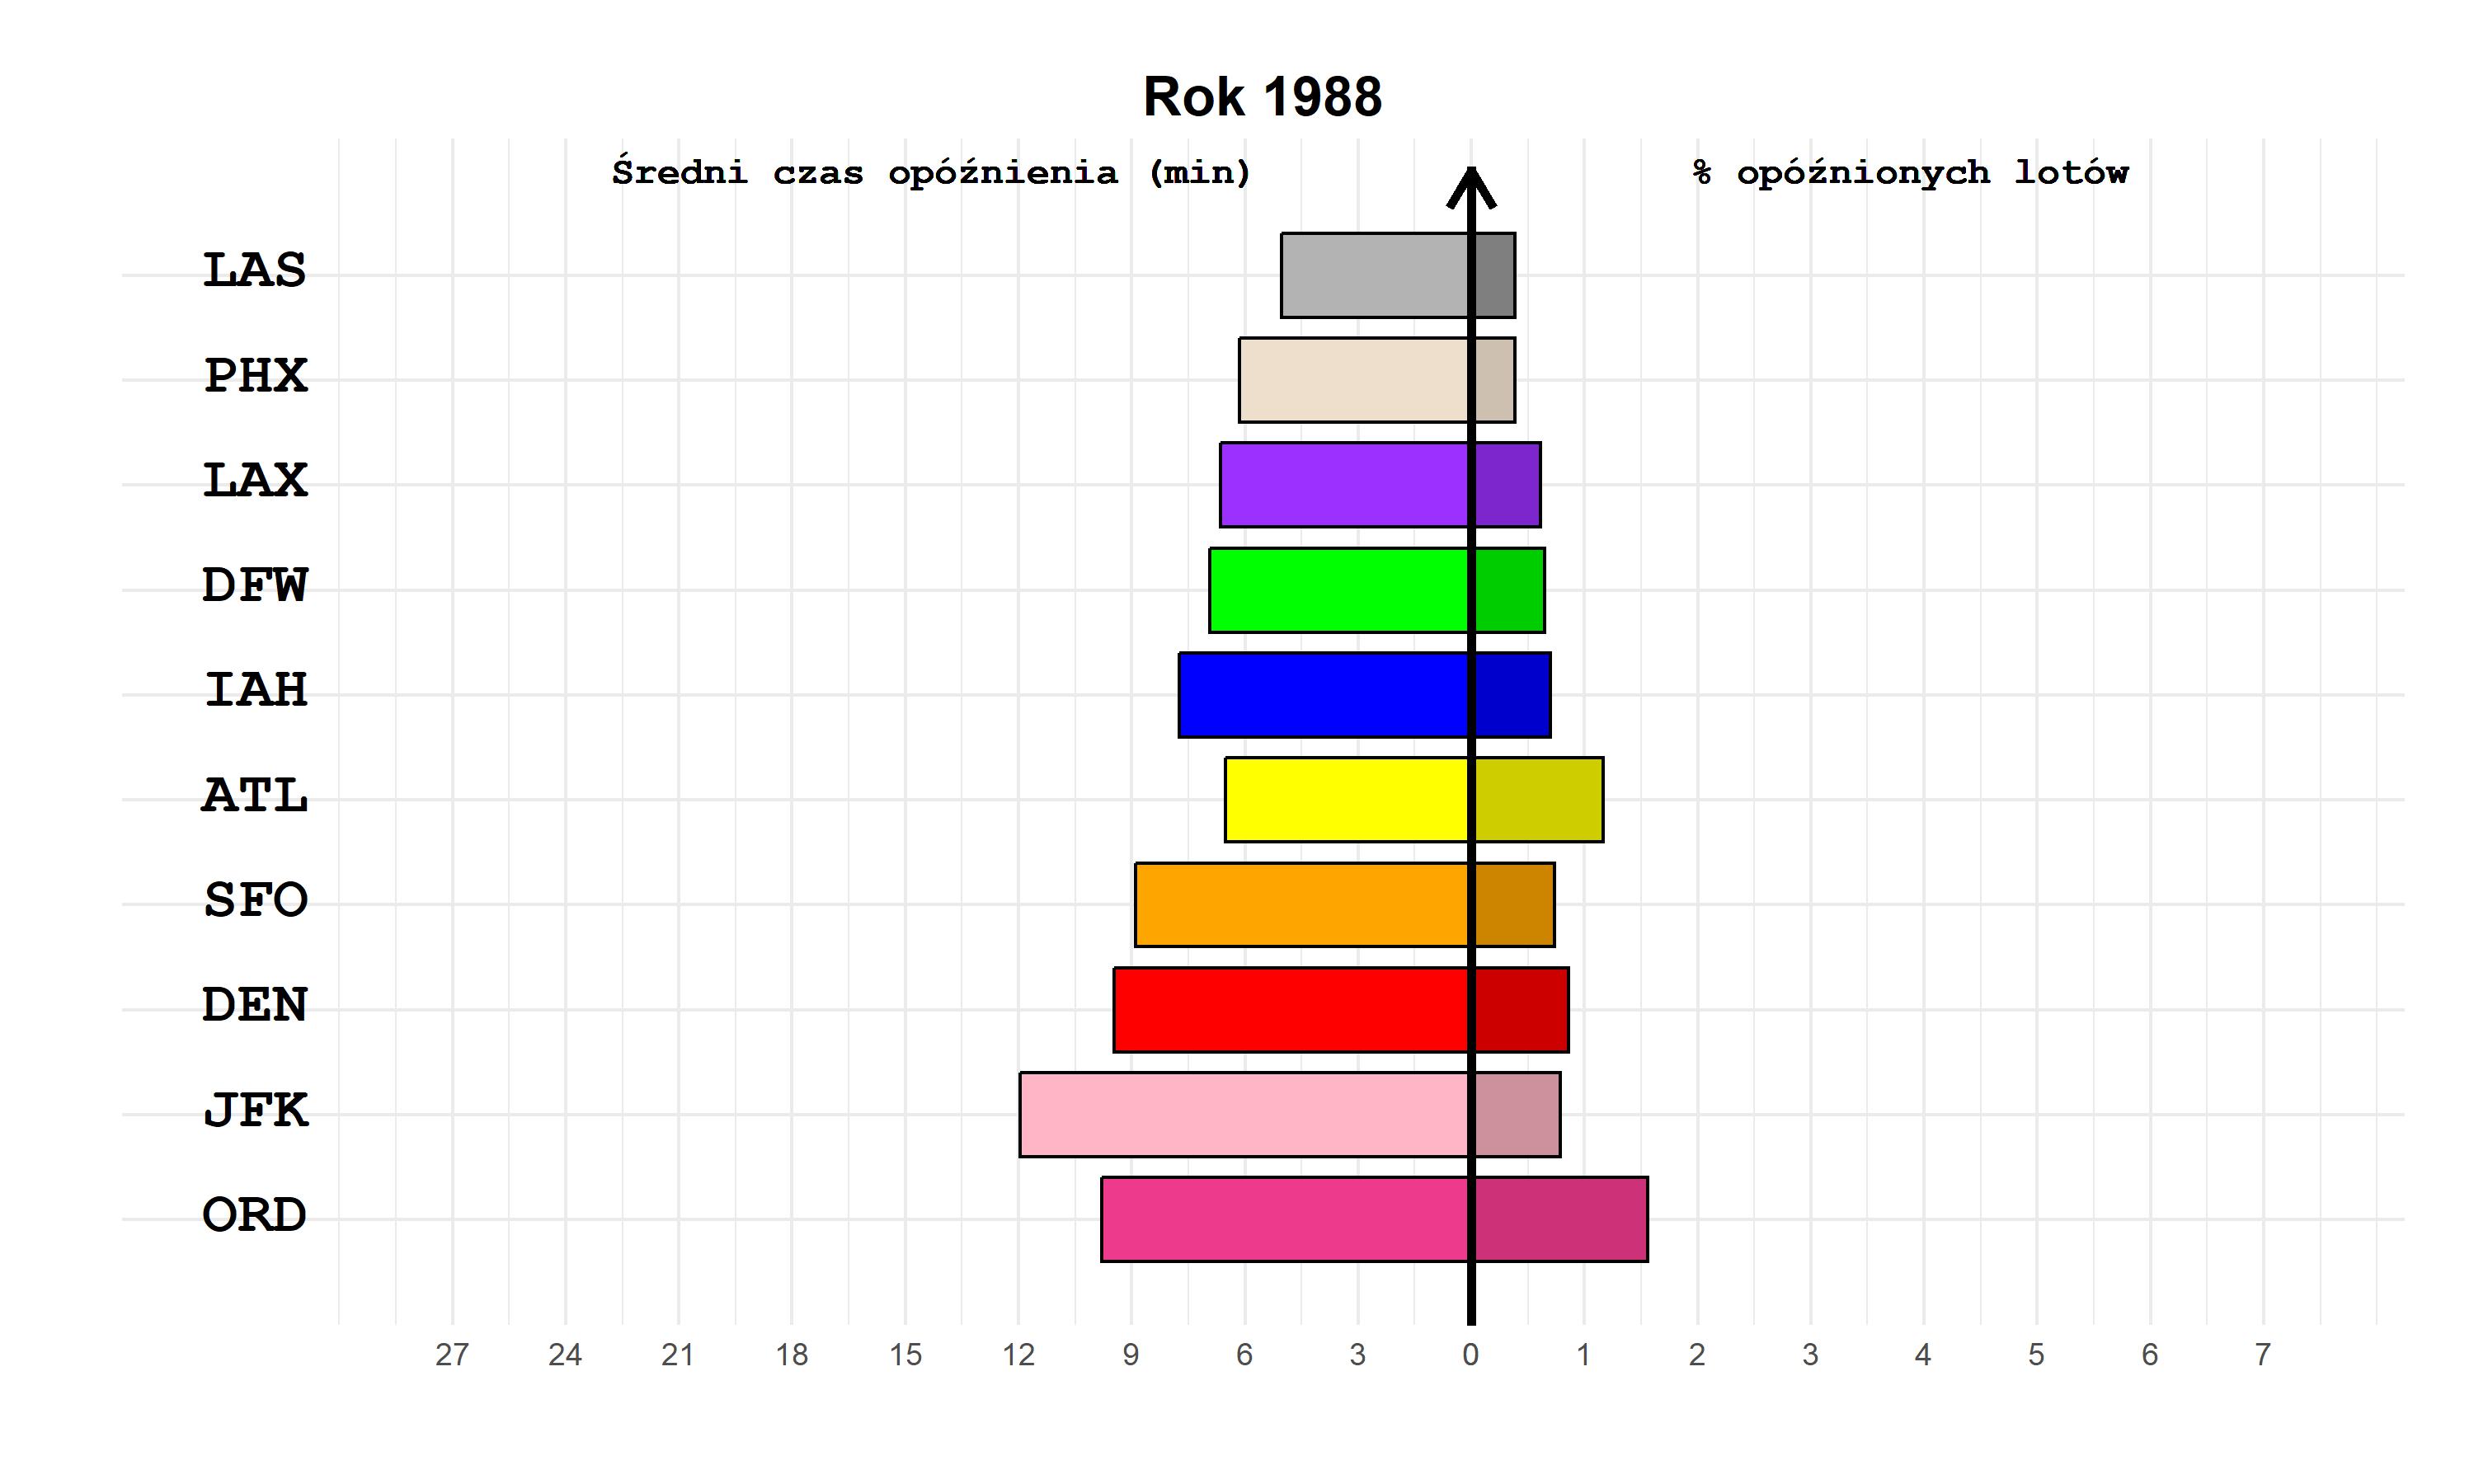 Rok 1988
Średni czas opóźnienia (min) % opóźnionych lotów
LAS
PHX
LAX
DFW
IAH
ATL
SFO
DEN
JFK
ORD
27 24 21 18 15 12 9 6 3 0 1 2 3 4 5 6 7